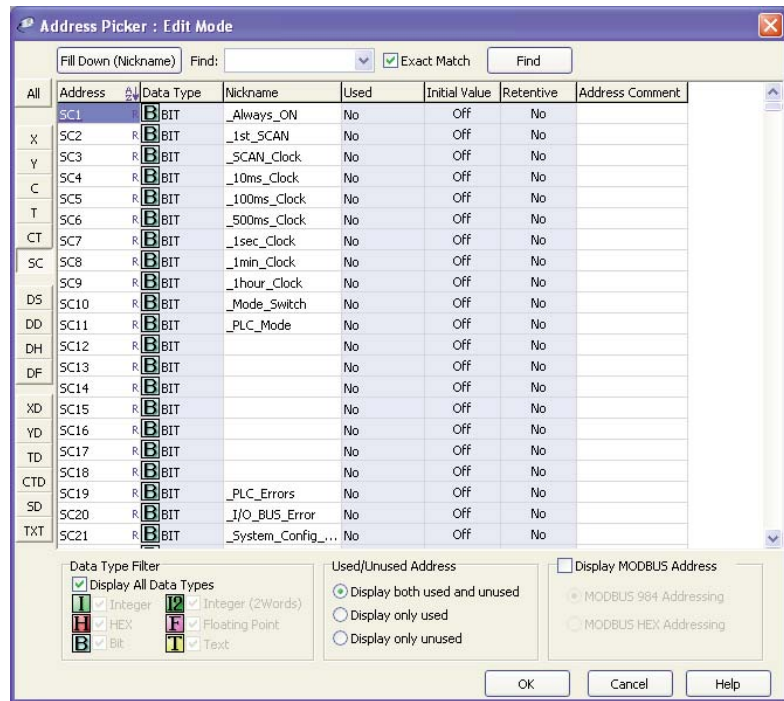 Address Picker : Edit Mode
Fill Down (Nickname) Find: Exact Match Find
All Address Data Type Nickname Used Initial Value Retentive Address Comment
SC1 R B BIT _Always_ON No Off No
X SC2 R B BIT _1st_SCAN No Off No
Y SC3 R B BIT _SCAN_Clock No Off No
SC4 R B BIT _10ms_Clock No Off No
C SC5 R B BIT _100ms_Clock No Off No
T SC6 R B BIT _500ms_Clock No Off No
CT SC7 R B BIT _1sec_Clock No Off No
SC SC8 R B BIT _1min_Clock No Off No
SC9 R B BIT _1hour_Clock No Off No
DS SC10 R B BIT _Mode_Switch No Off No
DD SC11 R B BIT _PLC_Mode No Off No
DH SC12 R B BIT No Off No
DF SC13 R B BIT No Off No
SC14 R B BIT No Off No
XD SC15 R B BIT No Off No
YD SC16 R B BIT No Off No
TD SC17 R B BIT No Off No
CTD SC18 R B BIT No Off No
SC19 R B BIT _PLC_Errors No Off No
SD SC20 R B BIT _I/O_BUS_Error No Off No
TXT SC21 R B BIT _System_Config_... No Off No
Data Type Filter Used/Unused Address Display MODBUS Address
Display All Data Types Display both used and unused MODBUS 984 Addressing
I Integer I2 Integer (2Words) Display only used MODBUS HEX Addressing
H HEX F Floating Point Display only unused
B Bit T Text
OK Cancel Help